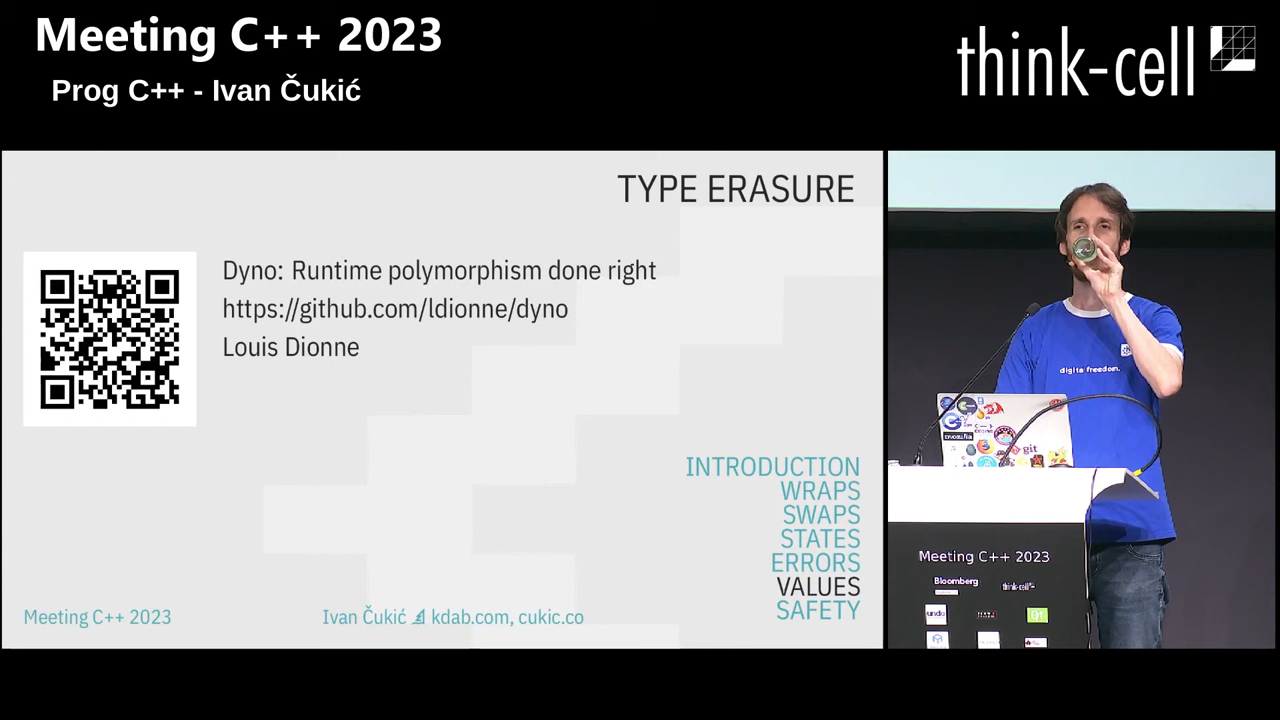 Meeting C++ 2023
Prog C++ - Ivan Čukić
think-cell
TYPE ERASURE
Dyno: Runtime polymorphism done right
https://github.com/ldionne/dyno
Louis Dionne
INTRODUCTION
WRAPS
SWAPS
STATES
ERRORS
VALUES
SAFETY
Meeting C++ 2023
Ivan Čukić
kdab.com, cukic.co
digital freedom.
git
Meeting C++ 2023
Bloomberg
think-cell
undo